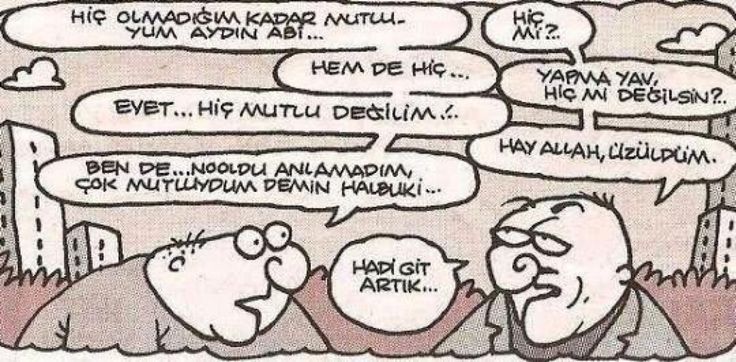 HİÇ OLMADIĞIM KADAR MUTLU-
YUM AYDIN ABİ...
HİÇ
Mİ?..
HEM DE HİÇ...
YAPMA YAV,
HİÇ Mİ DEĞİLSİN?..
EVET...HİÇ MUTLU DEĞİLİM!..
HAY ALLAH, ÜZÜLDÜM.
BEN DE...NOOLDU ANLAMADIM,
ÇOK MUTLUYDUM DEMİN HALBUKİ...
HADİ GİT
ARTIK...